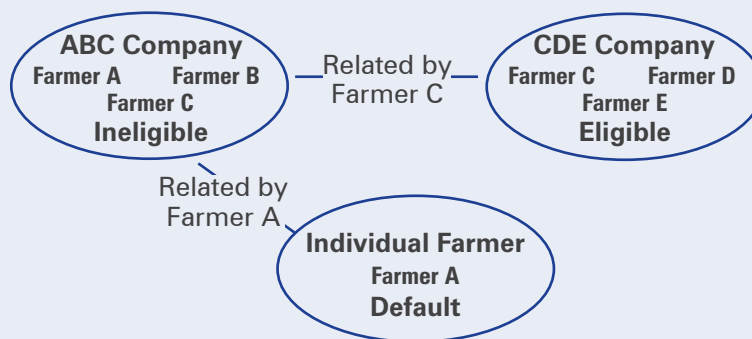 ABC Company
Farmer A Farmer B
Farmer C
Ineligible
Related by
Farmer C
CDE Company
Farmer C Farmer D
Farmer E
Eligible
Related by
Farmer A
Individual Farmer
Farmer A
Default